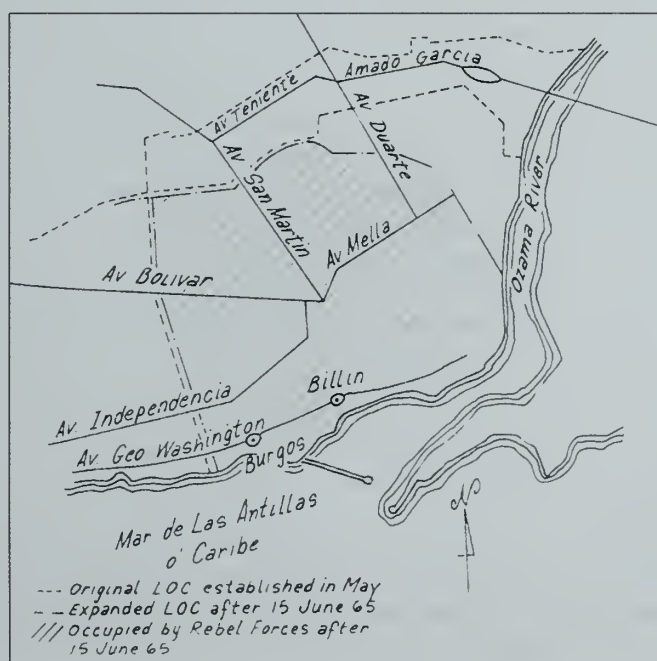 Amado Garcia
Av Teniente
Av Duarte
Av San Martin
Av Mella
Ozama River
Av Bolivar
Billin
Av. Independencia
Av. Geo Washington
Burgos
Mar de Las Antillas
o' Caribe
N
--- Original LOC established in May
-- Expanded LOC after 15 June 65
/// Occupied by Rebel Forces after
15 June 65